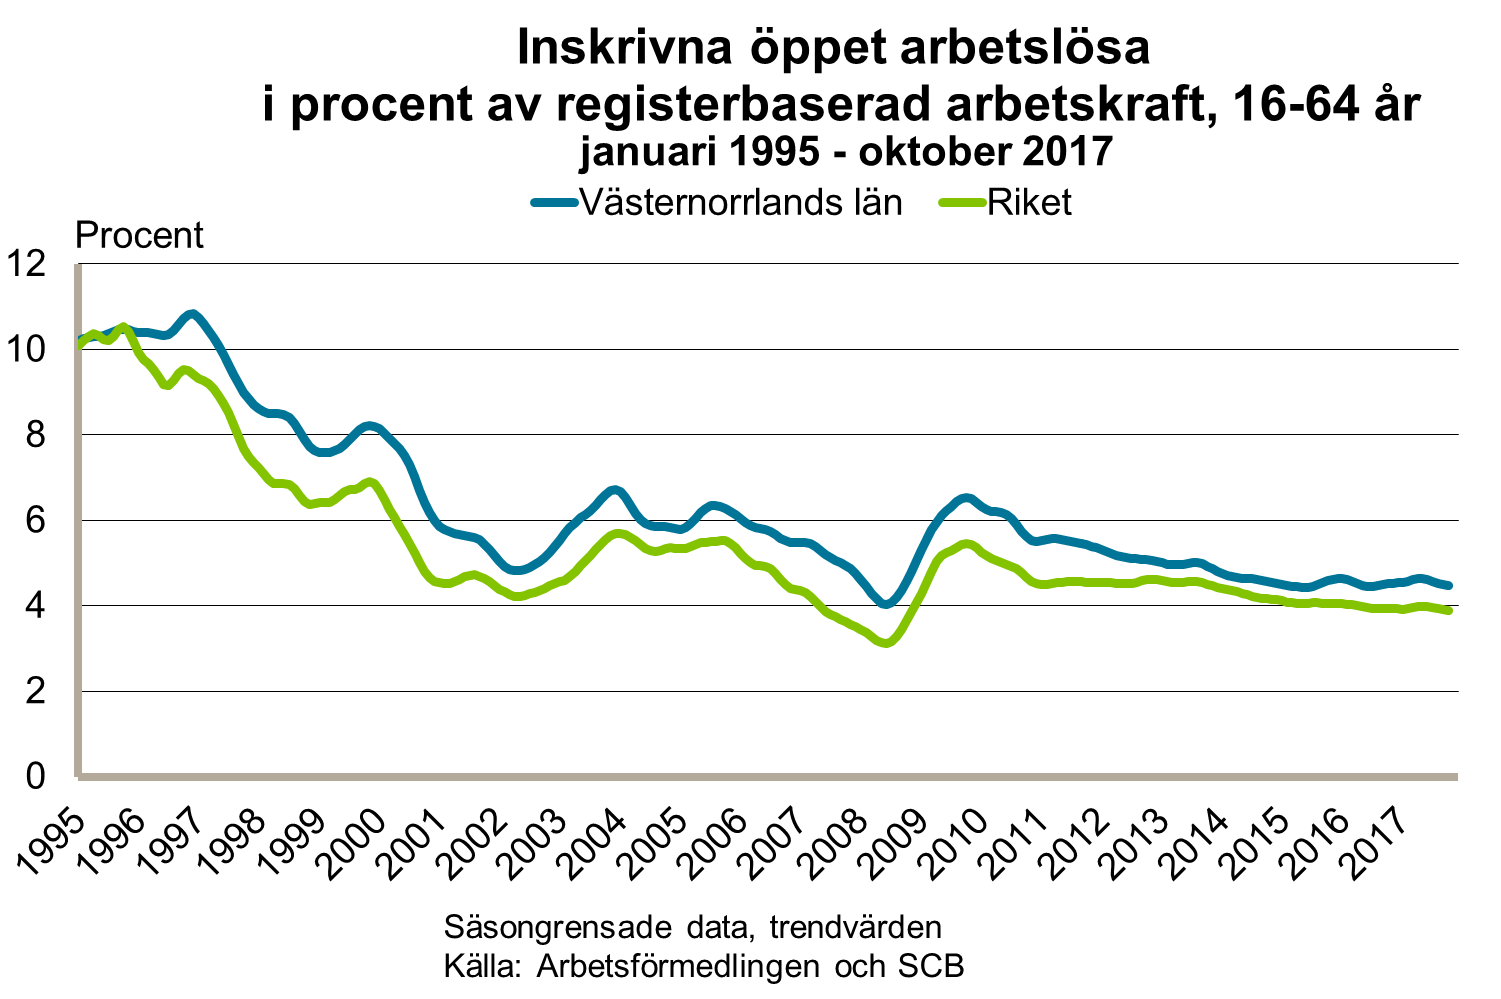 Inskrivna öppet arbetslösa
i procent av registerbaserad arbetskraft, 16-64 år
januari 1995 - oktober 2017
Västernorrlands län Riket
Procent
12
10
8
6
4
2
0
1995 1996 1997 1998 1999 2000 2001 2002 2003 2004 2005 2006 2007 2008 2009 2010 2011 2012 2013 2014 2015 2016 2017
Säsongrensade data, trendvärden
Källa: Arbetsförmedlingen och SCB